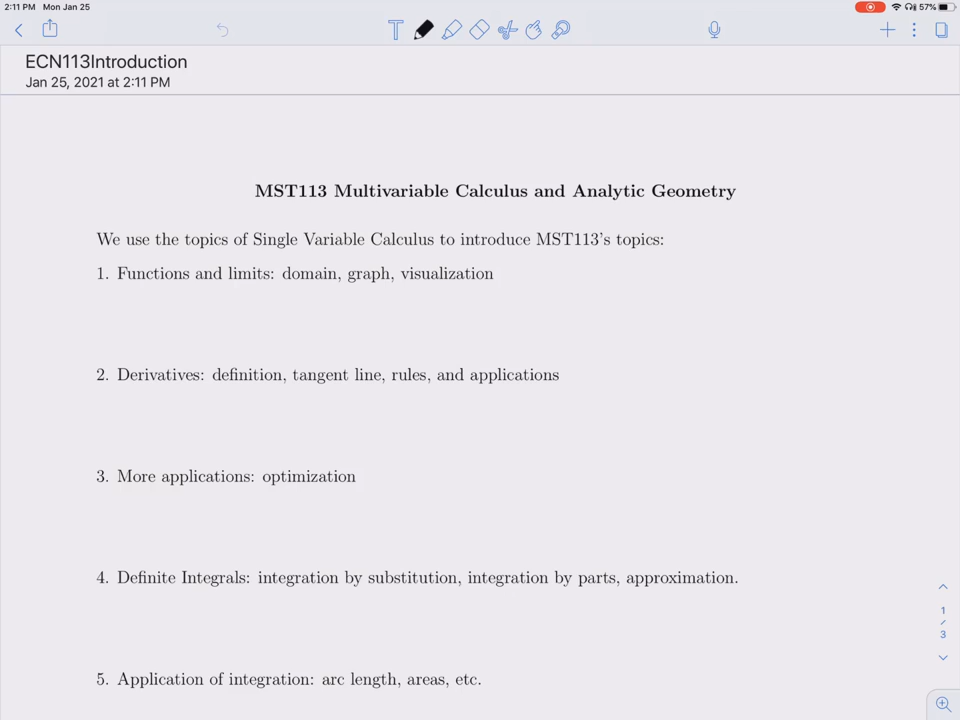 2:11 PM Mon Jan 25
57%
ECN113Introduction
Jan 25, 2021 at 2:11 PM
MST113 Multivariable Calculus and Analytic Geometry
We use the topics of Single Variable Calculus to introduce MST113's topics:
1. Functions and limits: domain, graph, visualization
2. Derivatives: definition, tangent line, rules, and applications
3. More applications: optimization
4. Definite Integrals: integration by substitution, integration by parts, approximation.
1
/
3
5. Application of integration: arc length, areas, etc.